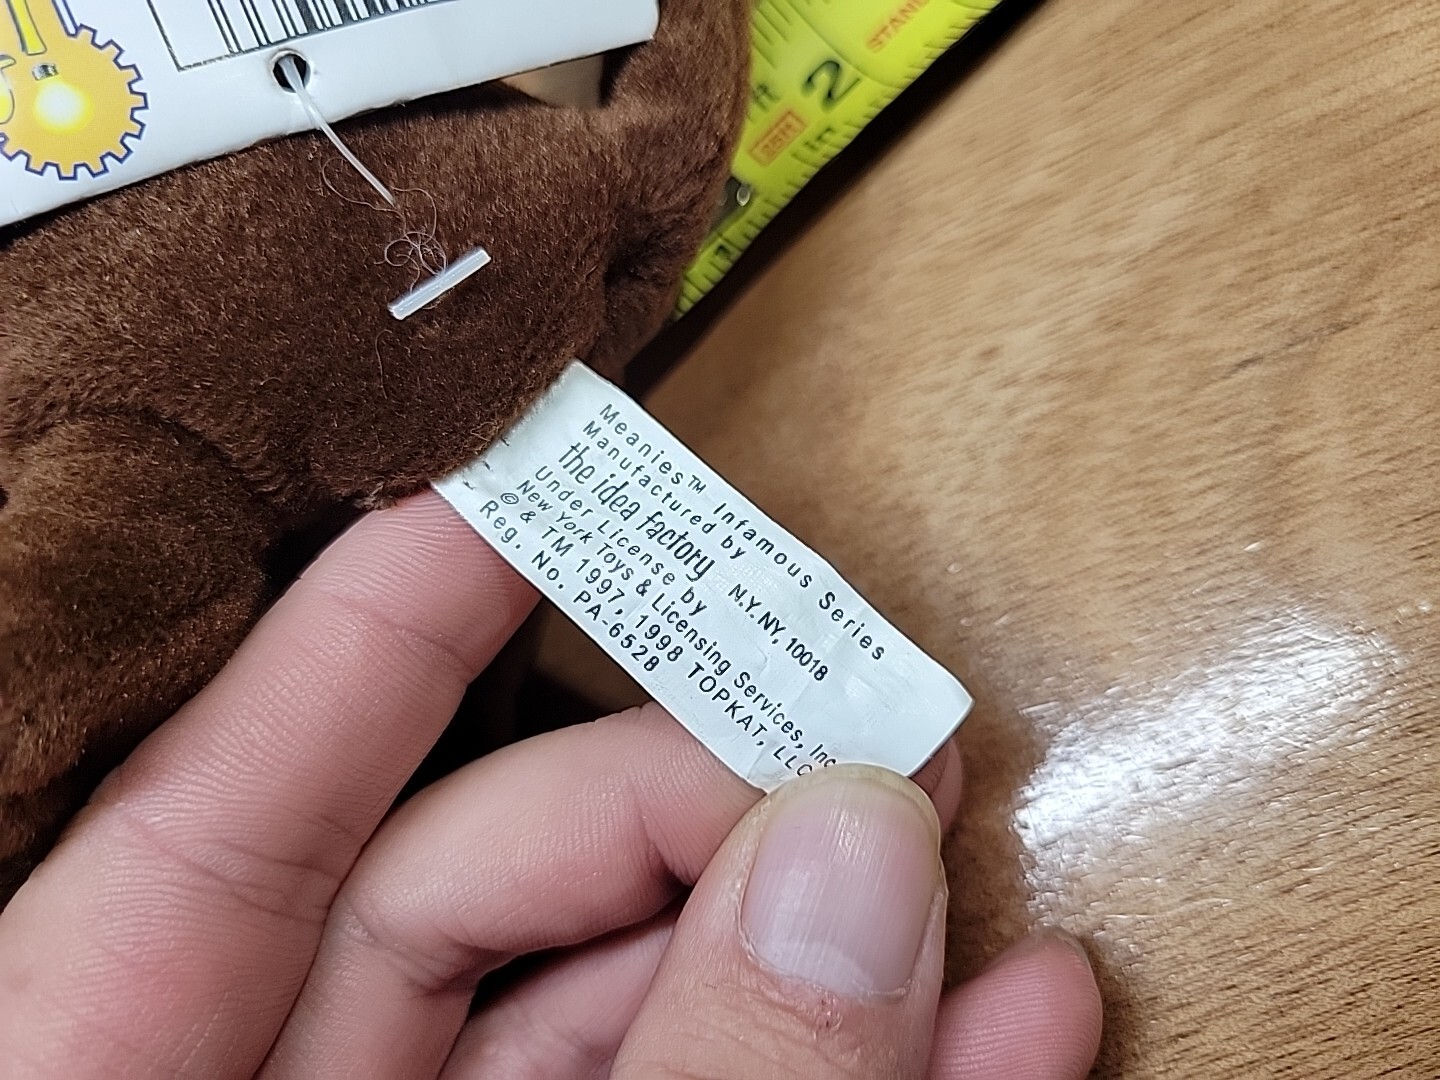 Meanies™ Infamous Series
Manufactured by
the idea factory N.Y. NY, 10018
Under License by
New York Toys & Licensing Services, Inc
© & TM 1997, 1998 TOPKAT, LLC
Reg. No. PA-6528
2
ft